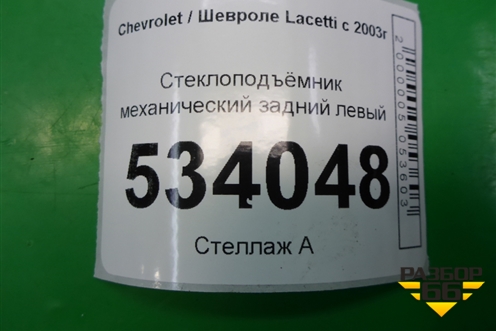 Chevrolet / Шевроле Lacetti с 2003г
Стеклоподъёмник
механический задний левый
534048
Стеллаж А
2000005053603
РАЗБОР
66